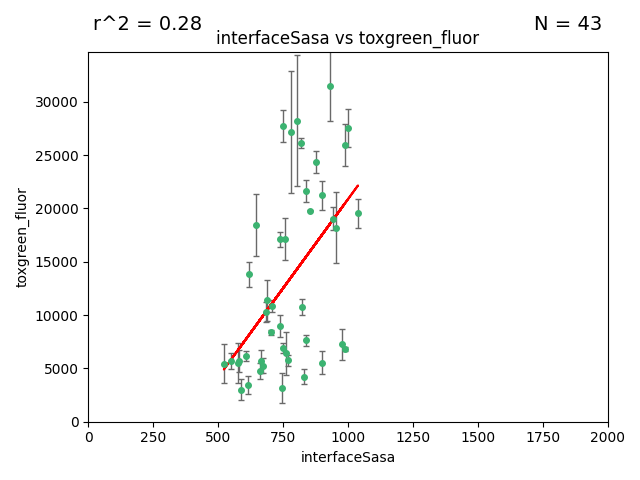 r^2 = 0.28
N = 43
interfaceSasa vs toxgreen_fluor
toxgreen_fluor
30000
25000
20000
15000
10000
5000
0
0 250 500 750 1000 1250 1500 1750 2000
interfaceSasa